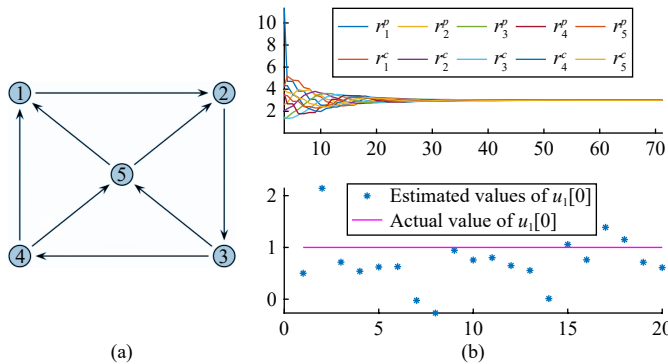 1
2
5
4
3
(a)
10
8
6
4
2
r₁ᵖ r₂ᵖ r₃ᵖ r₄ᵖ r₅ᵖ
r₁ᶜ r₂ᶜ r₃ᶜ r₄ᶜ r₅ᶜ
10 20 30 40 50 60 70
2
1
0
Estimated values of u₁[0]
Actual value of u₁[0]
0 5 10 15 20
(b)